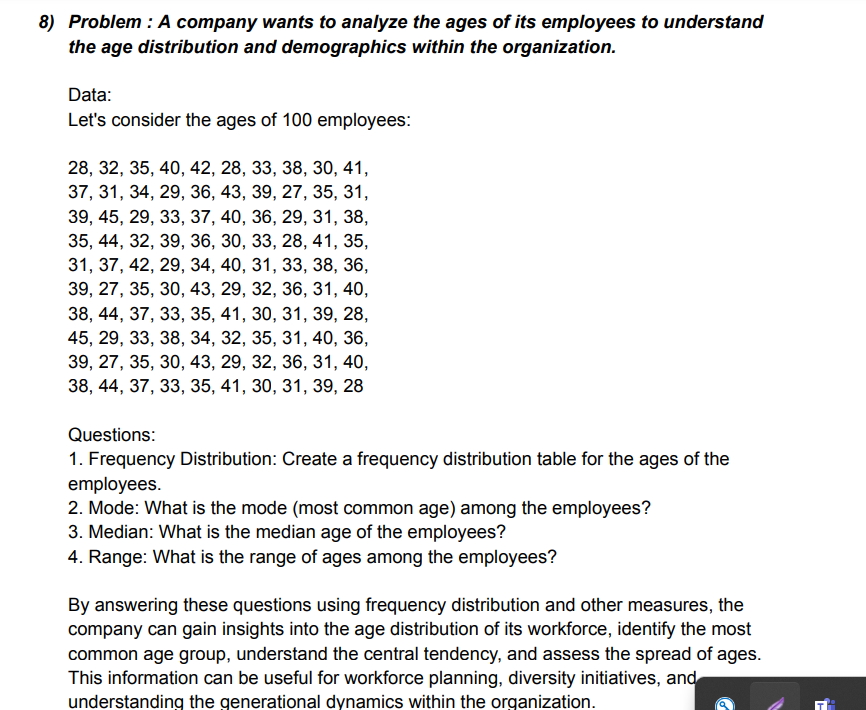 8) Problem : A company wants to analyze the ages of its employees to understand
the age distribution and demographics within the organization.
Data:
Let's consider the ages of 100 employees:
28, 32, 35, 40, 42, 28, 33, 38, 30, 41,
37, 31, 34, 29, 36, 43, 39, 27, 35, 31,
39, 45, 29, 33, 37, 40, 36, 29, 31, 38,
35, 44, 32, 39, 36, 30, 33, 28, 41, 35,
31, 37, 42, 29, 34, 40, 31, 33, 38, 36,
39, 27, 35, 30, 43, 29, 32, 36, 31, 40,
38, 44, 37, 33, 35, 41, 30, 31, 39, 28,
45, 29, 33, 38, 34, 32, 35, 31, 40, 36,
39, 27, 35, 30, 43, 29, 32, 36, 31, 40,
38, 44, 37, 33, 35, 41, 30, 31, 39, 28
Questions:
1. Frequency Distribution: Create a frequency distribution table for the ages of the
employees.
2. Mode: What is the mode (most common age) among the employees?
3. Median: What is the median age of the employees?
4. Range: What is the range of ages among the employees?
By answering these questions using frequency distribution and other measures, the
company can gain insights into the age distribution of its workforce, identify the most
common age group, understand the central tendency, and assess the spread of ages.
This information can be useful for workforce planning, diversity initiatives, and
understanding the generational dynamics within the organization.